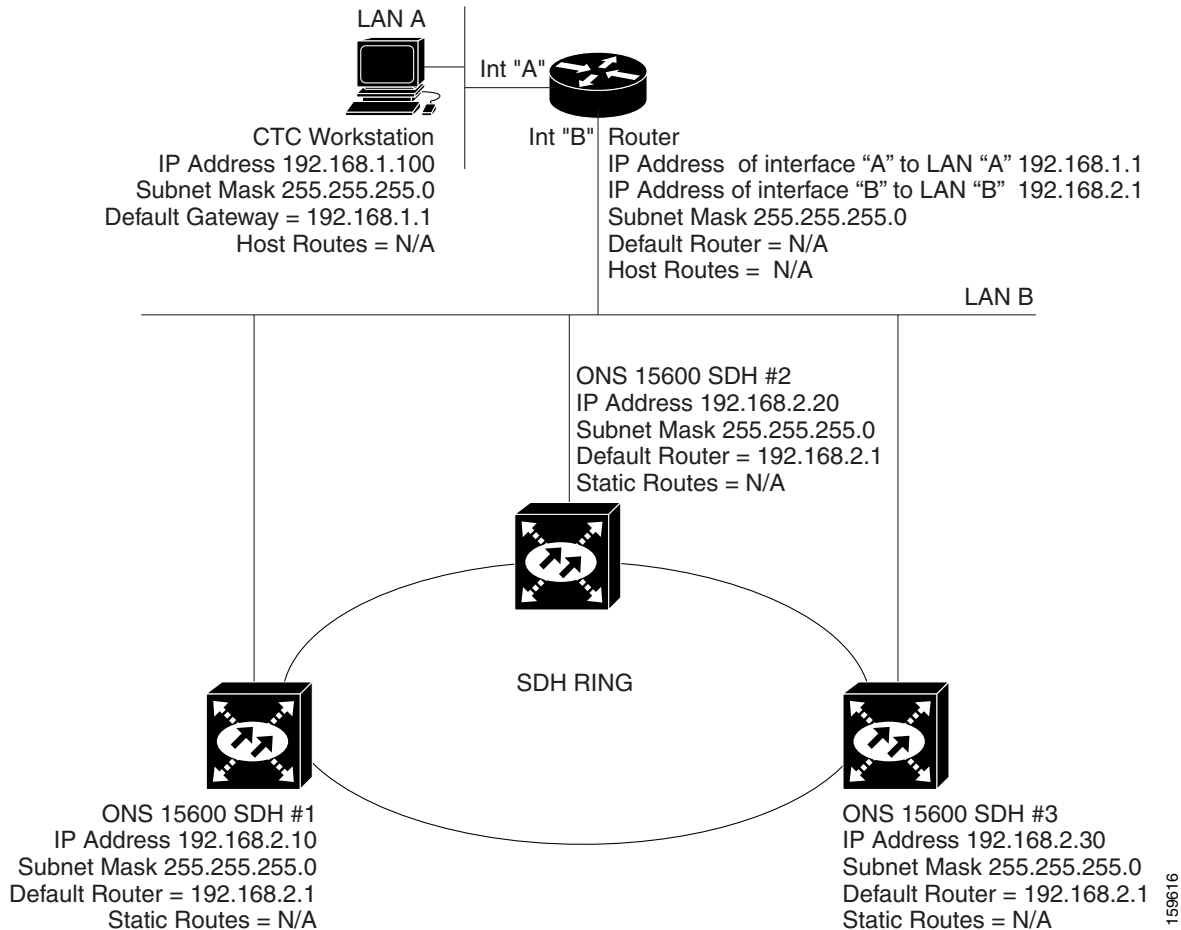 LAN A
Int "A"
CTC Workstation
IP Address 192.168.1.100
Subnet Mask 255.255.255.0
Default Gateway = 192.168.1.1
Host Routes = N/A
Int "B"
Router
IP Address  of interface “A” to LAN “A” 192.168.1.1
IP Address of interface “B” to LAN “B”  192.168.2.1
Subnet Mask 255.255.255.0
Default Router = N/A
Host Routes =  N/A
LAN B
ONS 15600 SDH #2
IP Address 192.168.2.20
Subnet Mask 255.255.255.0
Default Router = 192.168.2.1
Static Routes = N/A
SDH RING
ONS 15600 SDH #1
IP Address 192.168.2.10
Subnet Mask 255.255.255.0
Default Router = 192.168.2.1
Static Routes = N/A
ONS 15600 SDH #3
IP Address 192.168.2.30
Subnet Mask 255.255.255.0
Default Router = 192.168.2.1
Static Routes = N/A
159616